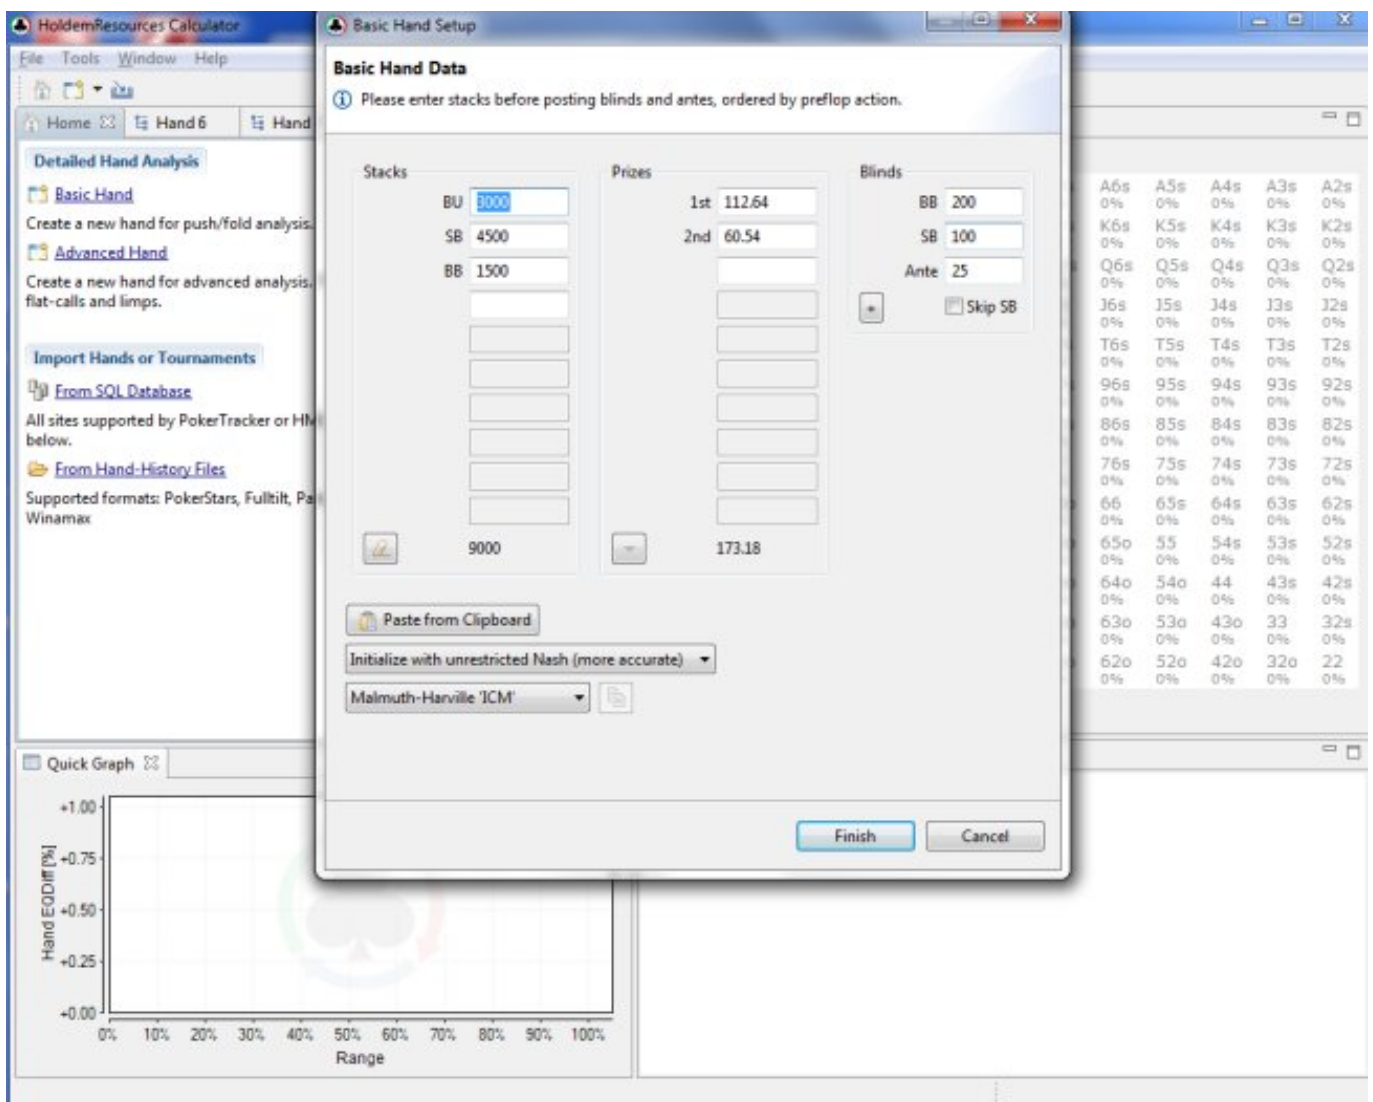 HoldemResources Calculator
Basic Hand Setup
File Tools Window Help
Basic Hand Data
Please enter stacks before posting blinds and antes, ordered by preflop action.
Home
Hand 6
Hand
Detailed Hand Analysis
Basic Hand
Create a new hand for push/fold analysis.
Advanced Hand
Create a new hand for advanced analysis.
flat-calls and limps.
Import Hands or Tournaments
From SQL Database
All sites supported by PokerTracker or HM
below.
From Hand-History Files
Supported formats: PokerStars, Fulltilt, Pa
Winamax
Stacks
BU 3000
SB 4500
BB 1500
9000
Prizes
1st 112.64
2nd 60.54
173.18
Blinds
BB 200
SB 100
Ante 25
Skip SB
Paste from Clipboard
Initialize with unrestricted Nash (more accurate)
Malmuth-Harville 'ICM'
Finish Cancel
A6s A5s A4s A3s A2s
0% 0% 0% 0% 0%
K6s K5s K4s K3s K2s
0% 0% 0% 0% 0%
Q6s Q5s Q4s Q3s Q2s
0% 0% 0% 0% 0%
J6s J5s J4s J3s J2s
0% 0% 0% 0% 0%
T6s T5s T4s T3s T2s
0% 0% 0% 0% 0%
96s 95s 94s 93s 92s
0% 0% 0% 0% 0%
86s 85s 84s 83s 82s
0% 0% 0% 0% 0%
76s 75s 74s 73s 72s
0% 0% 0% 0% 0%
66 65s 64s 63s 62s
0% 0% 0% 0% 0%
65o 55 54s 53s 52s
0% 0% 0% 0% 0%
64o 54o 44 43s 42s
0% 0% 0% 0% 0%
63o 53o 43o 33 32s
0% 0% 0% 0% 0%
62o 52o 42o 32o 22
0% 0% 0% 0% 0%
Quick Graph
Hand EQDiff [%]
+1.00
+0.75
+0.50
+0.25
+0.00
0% 10% 20% 30% 40% 50% 60% 70% 80% 90% 100%
Range